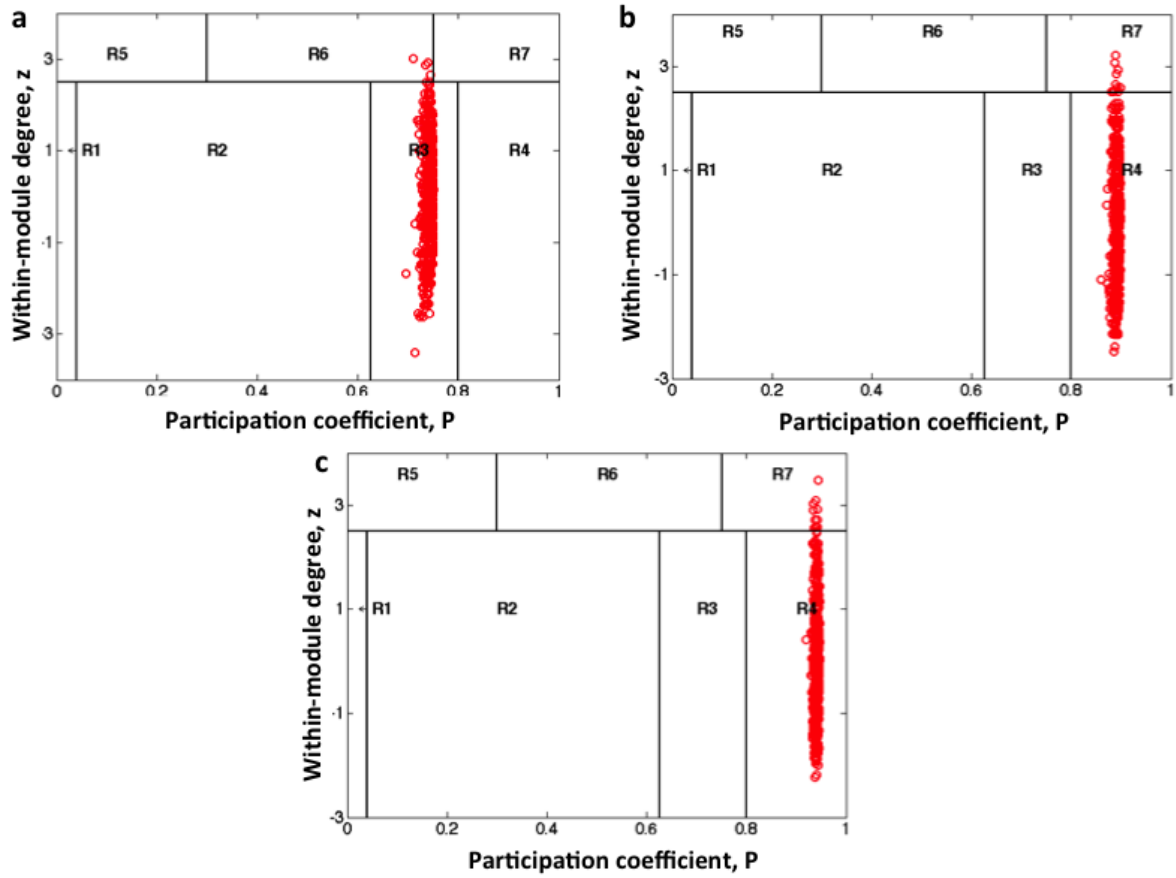 a
R5 R6 R7
R1 R2 R3 R4
3
1
-1
-3
0 0.2 0.4 0.6 0.8 1
Within-module degree, z
Participation coefficient, P
b
R5 R6 R7
R1 R2 R3 R4
3
1
-1
-3
0 0.2 0.4 0.6 0.8 1
Within-module degree, z
Participation coefficient, P
c
R5 R6 R7
R1 R2 R3 R4
3
1
-1
-3
0 0.2 0.4 0.6 0.8 1
Within-module degree, z
Participation coefficient, P